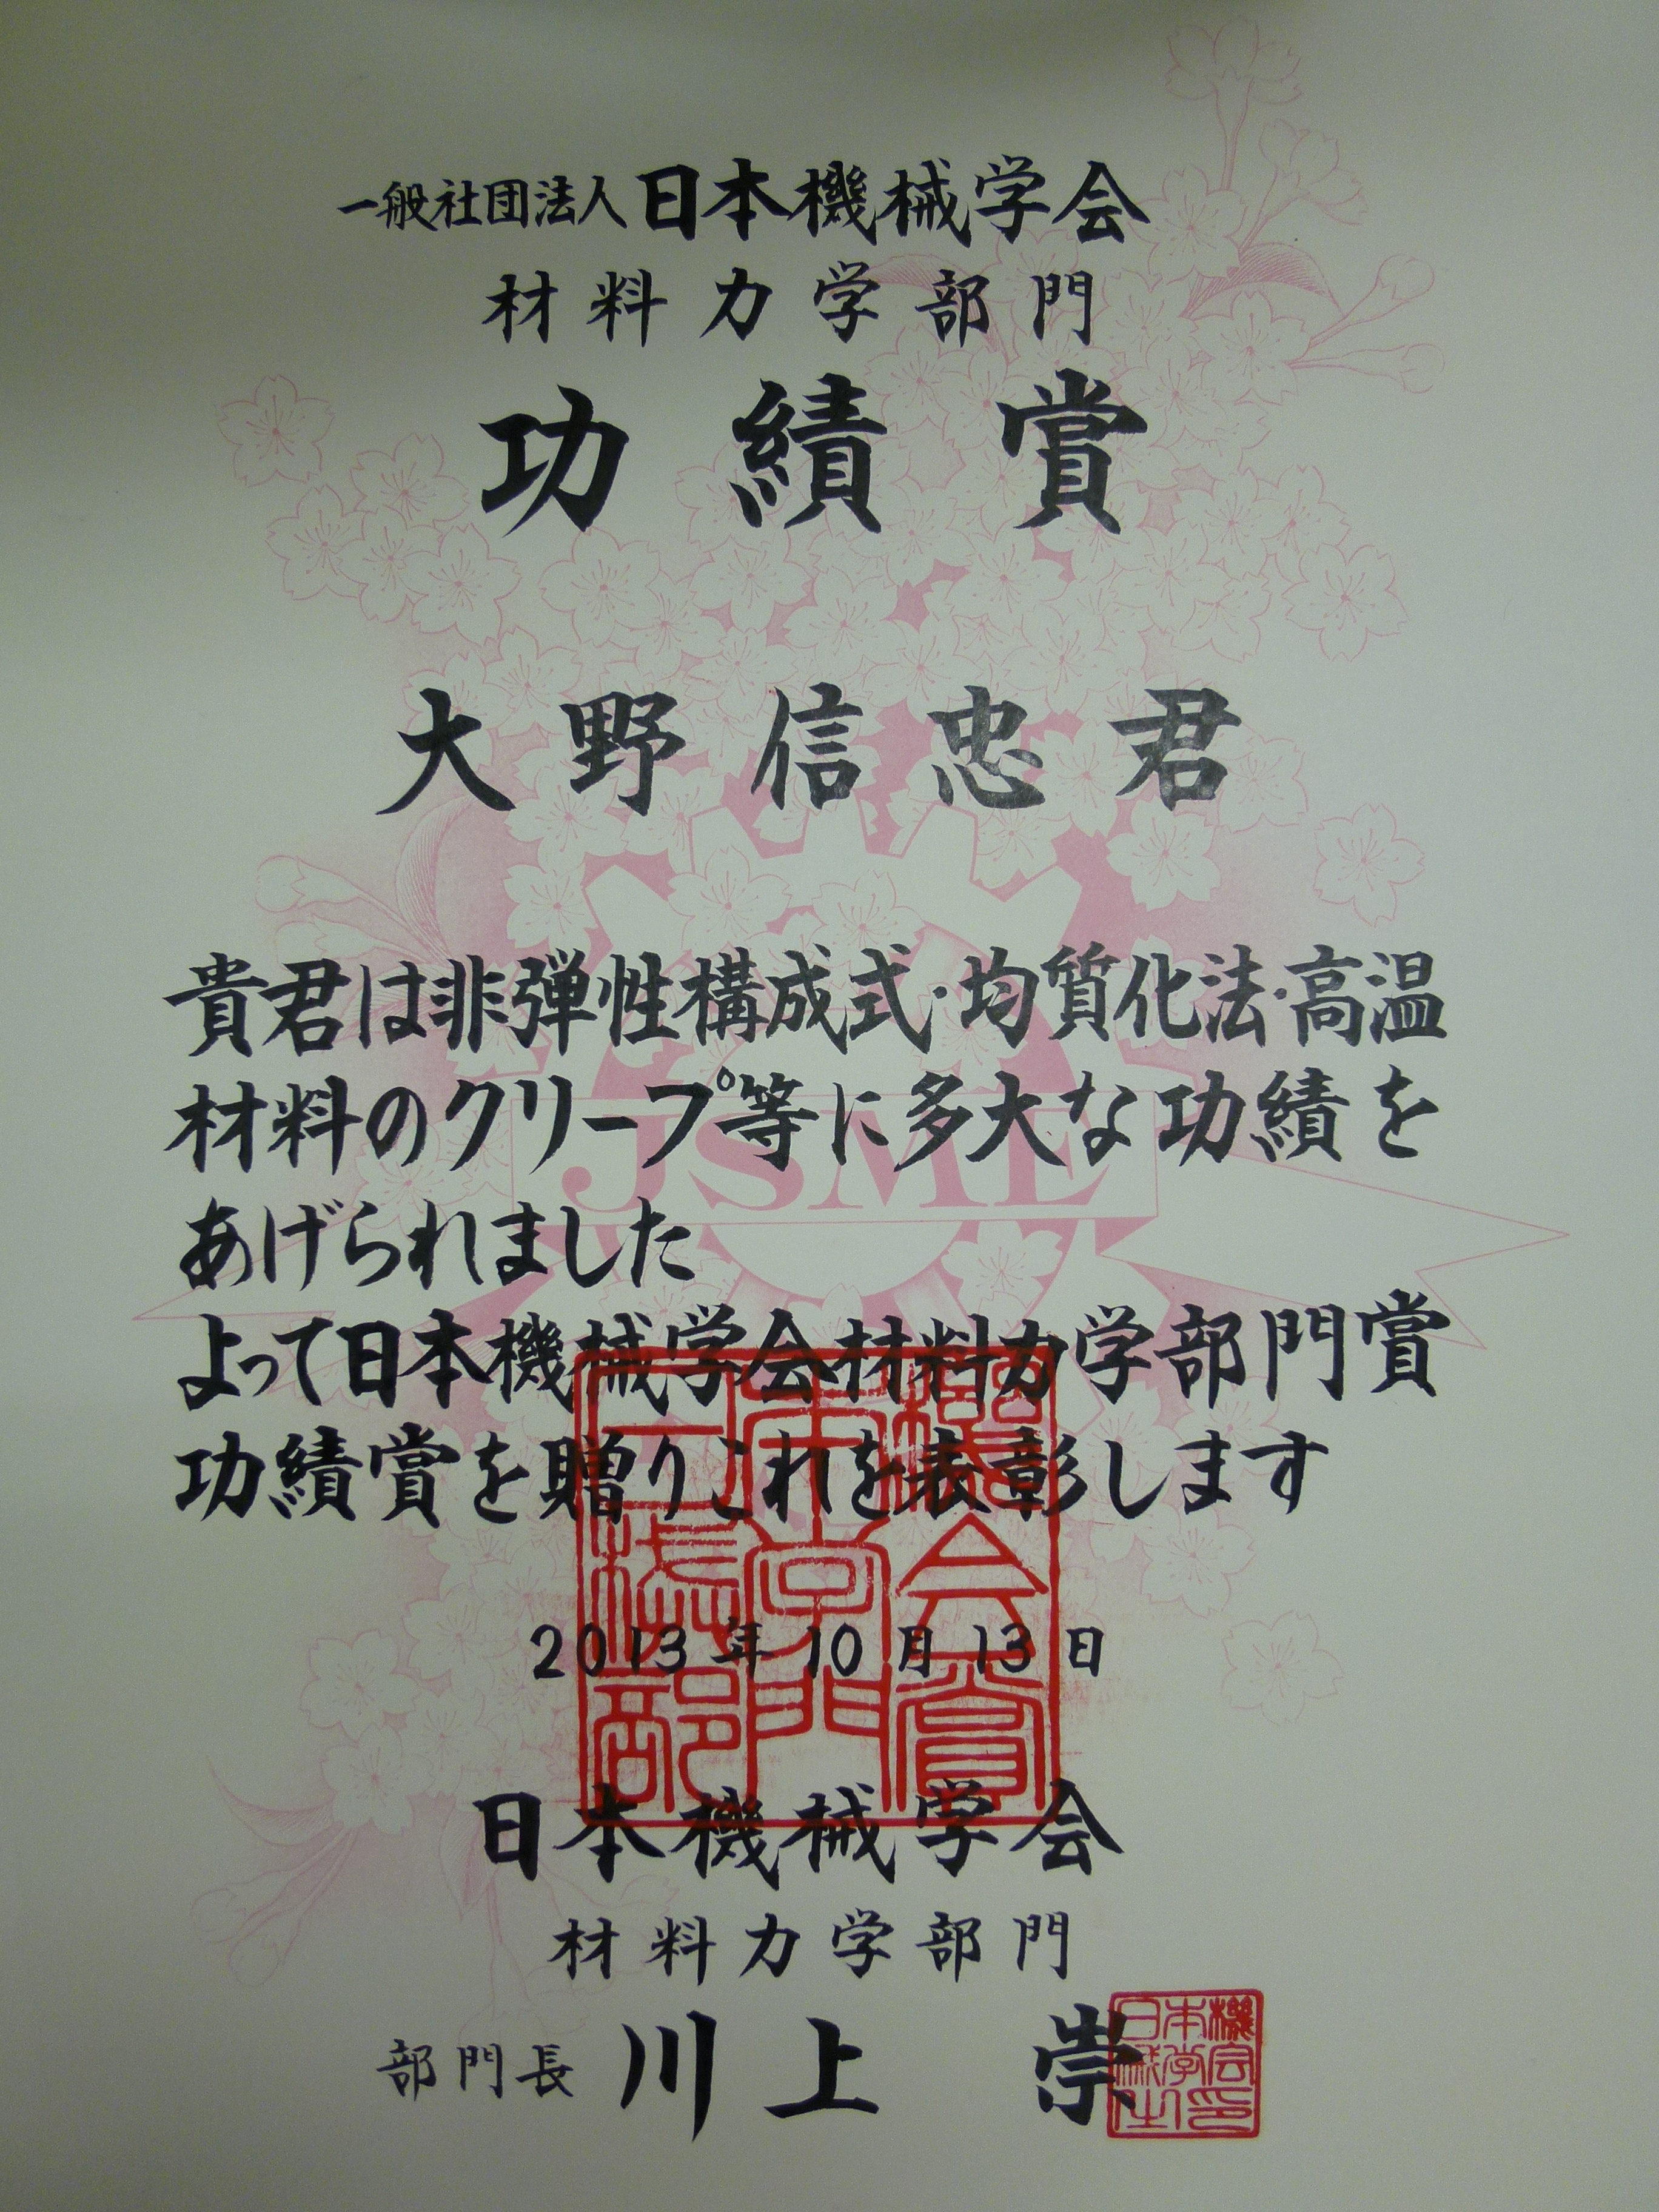 一般社団法人日本機械学会
材料力学部門
功績賞
大野信忠君
貴君は非弾性構成式・均質化法・高温
材料のクリープ等に多大な功績を
あげられました
よって日本機械学会材料力学部門賞
功績賞を贈りこれを表彰します
2013年10月13日
日本機械学会
材料力学部門
部門長 川上 崇
JSME